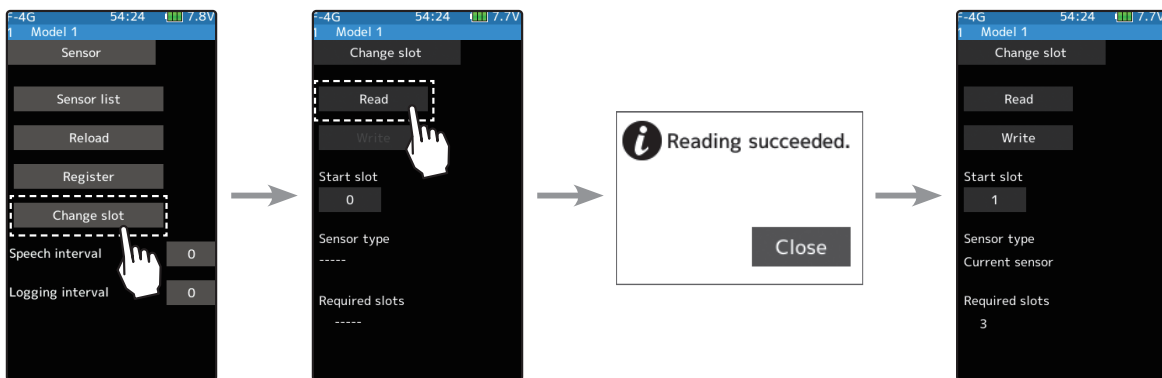 F-4G 54:24 7.8V
1 Model 1
Sensor
Sensor list
Reload
Register
Change slot
Speech interval 0
Logging interval 0
F-4G 54:24 7.7V
1 Model 1
Change slot
Read
Write
Start slot
0
Sensor type
-----
Required slots
-----
i Reading succeeded.
Close
F-4G 54:24 7.7V
1 Model 1
Change slot
Read
Write
Start slot
1
Sensor type
Current sensor
Required slots
3